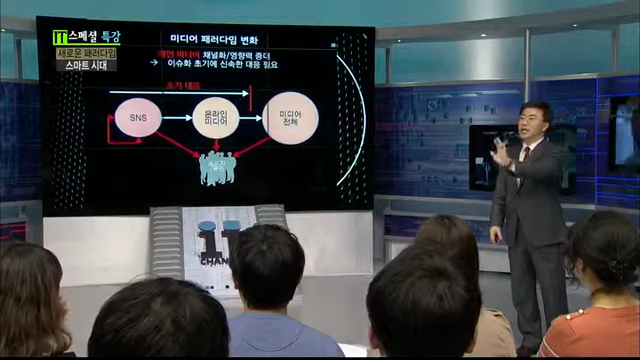 IT스페셜 특강
새로운 패러다임
스마트 시대
미디어 패러다임 변화
개인 미디어 채널화/영향력 증대
→ 이슈화 초기에 신속한 대응 필요
초기 대응
SNS
온라인
미디어
미디어
전체
iT
CHAN